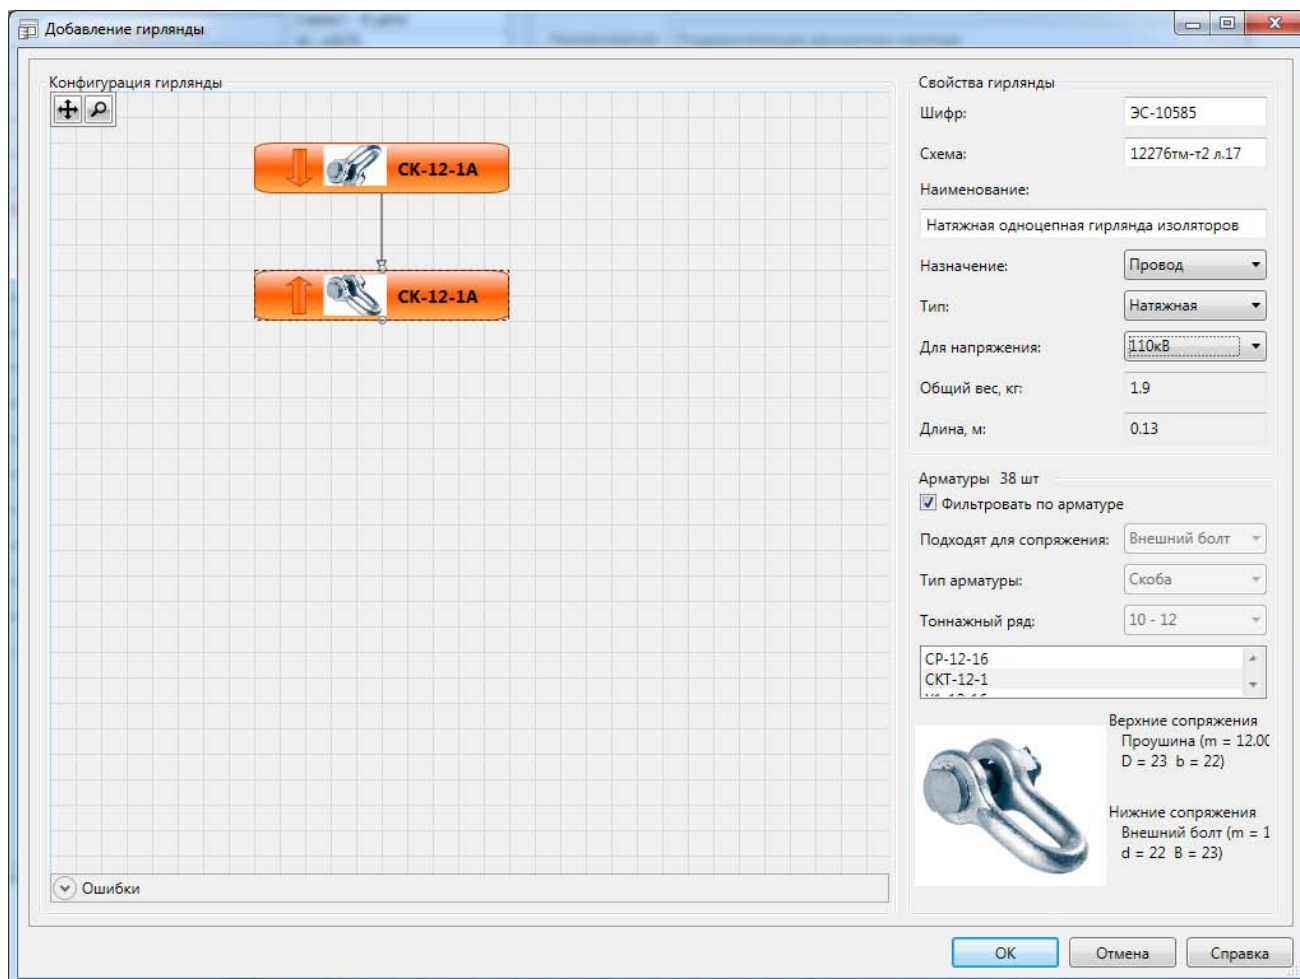 Добавление гирлянды
Конфигурация гирлянды
СК-12-1А
СК-12-1А
Ошибки
Свойства гирлянды
Шифр: ЭС-10585
Схема: 12276тм-т2 л.17
Наименование:
Натяжная одноцепная гирлянда изоляторов
Назначение: Провод
Тип: Натяжная
Для напряжения: 110кВ
Общий вес, кг: 1.9
Длина, м: 0.13
Арматуры 38 шт
Фильтровать по арматуре
Подходят для сопряжения: Внешний болт
Тип арматуры: Скоба
Тоннажный ряд: 10 - 12
СР-12-16
СКТ-12-1
Верхние сопряжения
Проушина (m = 12.00
D = 23 b = 22)
Нижние сопряжения
Внешний болт (m = 1
d = 22 B = 23)
ОК Отмена Справка